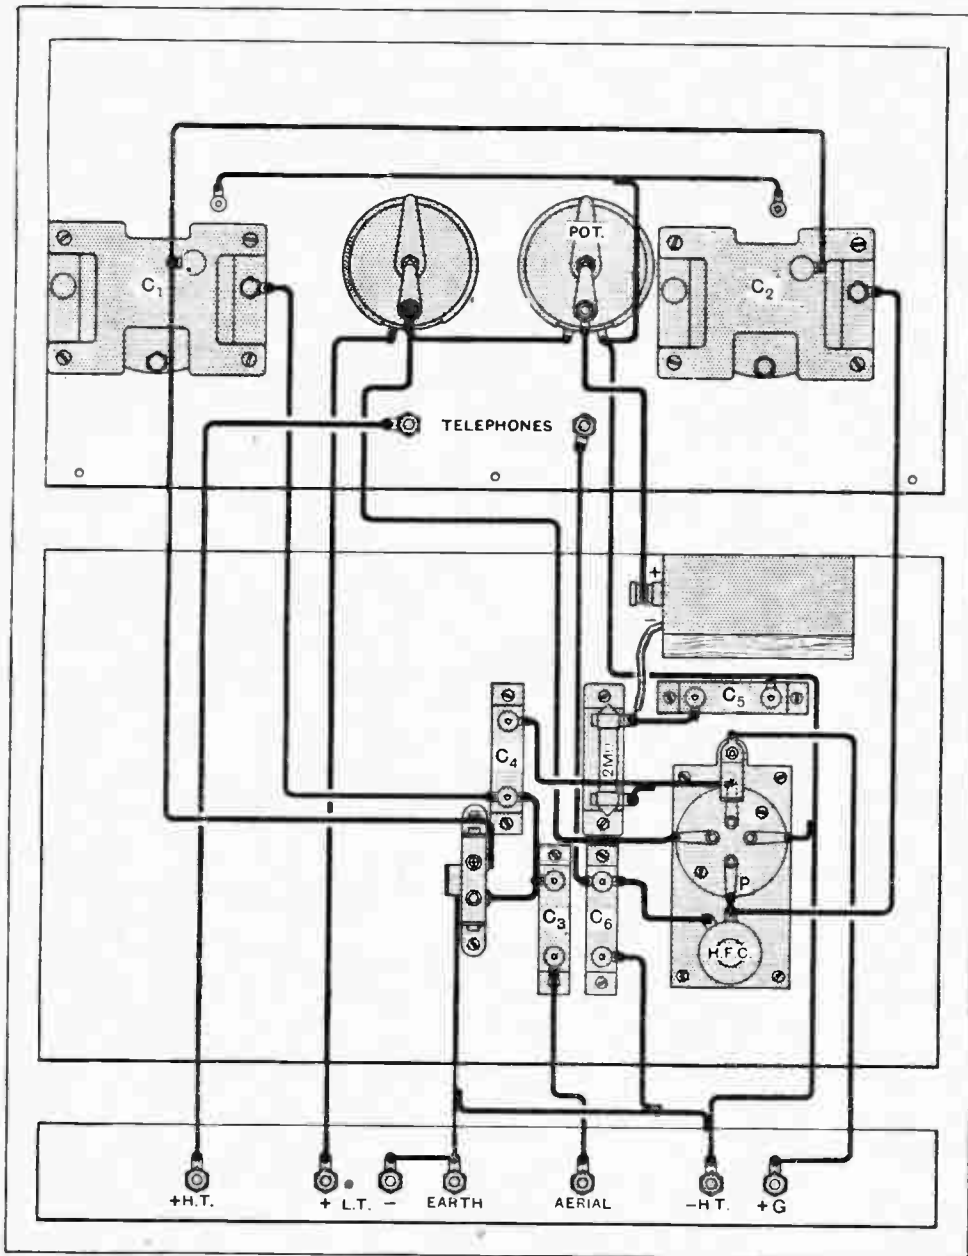 POT.
C1
C2
TELEPHONES
+
−
C5
C4
2MΩ
P
C3
C6
H.F.C.
+H.T.
+ L.T. −
EARTH
AERIAL
−H T.
+G